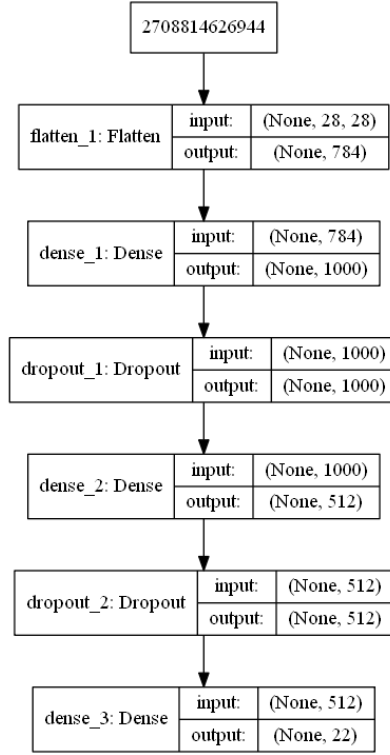 2708814626944
flatten_1: Flatten
input: (None, 28, 28)
output: (None, 784)
dense_1: Dense
input: (None, 784)
output: (None, 1000)
dropout_1: Dropout
input: (None, 1000)
output: (None, 1000)
dense_2: Dense
input: (None, 1000)
output: (None, 512)
dropout_2: Dropout
input: (None, 512)
output: (None, 512)
dense_3: Dense
input: (None, 512)
output: (None, 22)